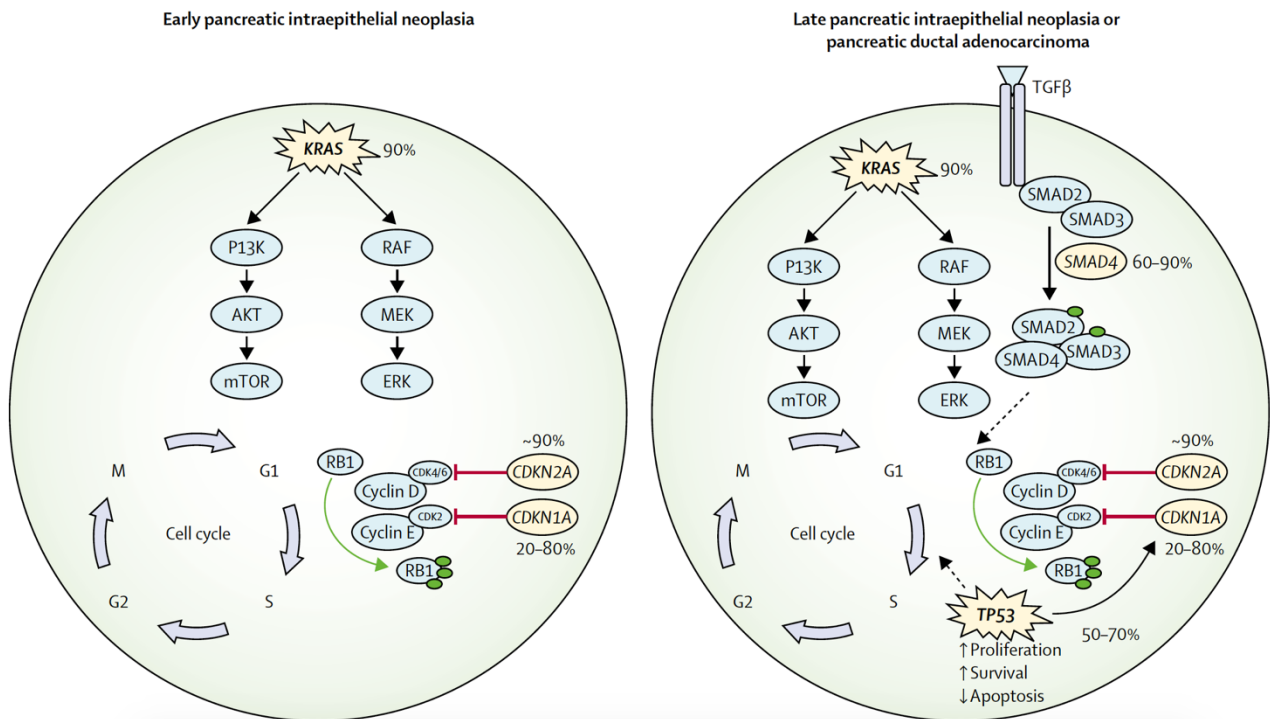 Early pancreatic intraepithelial neoplasia
KRAS 90%
P13K RAF
AKT MEK
mTOR ERK
~90%
M G1 RB1 CDK4/6 CDKN2A
Cyclin D
CDK2 CDKN1A
Cell cycle Cyclin E
20–80%
RB1
G2 S
Late pancreatic intraepithelial neoplasia or
pancreatic ductal adenocarcinoma
TGFβ
KRAS 90%
SMAD2
SMAD3
P13K RAF SMAD4 60–90%
AKT MEK SMAD2
SMAD4 SMAD3
mTOR ERK
~90%
M G1 RB1 CDK4/6 CDKN2A
Cyclin D
CDK2 CDKN1A
Cell cycle Cyclin E
20–80%
RB1
G2 S
TP53
50–70%
↑Proliferation
↑Survival
↓Apoptosis